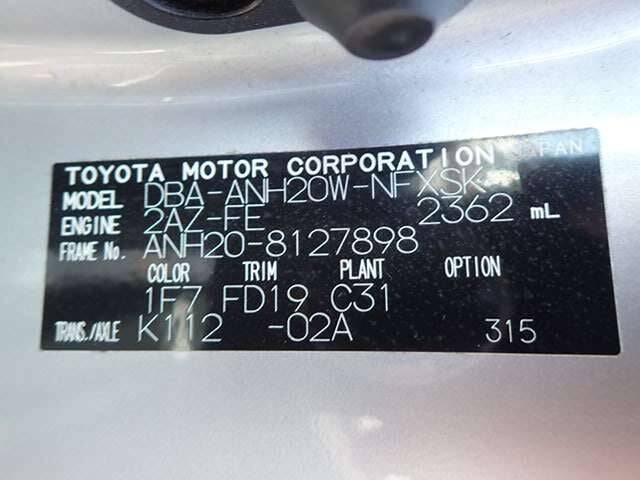 TOYOTA MOTOR CORPORATION JAPAN
MODEL DBA-ANH20W-NFXSK
ENGINE 2AZ-FE 2362 mL
FRAME No. ANH20-8127898
COLOR TRIM PLANT OPTION
1F7 FD19 C31
TRANS./AXLE K112 -02A 315